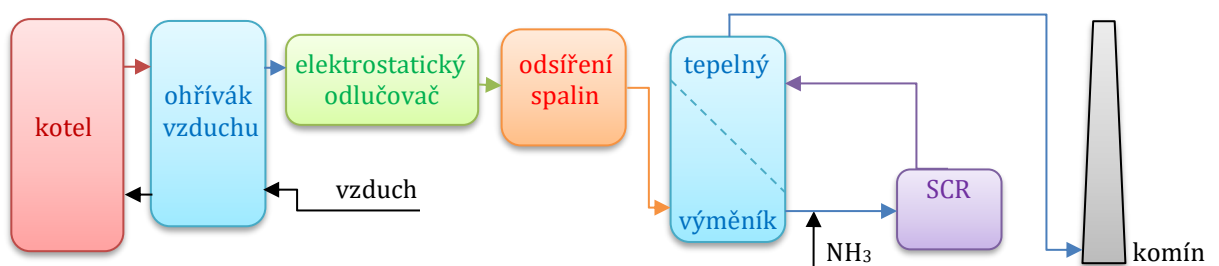 kotel
ohřívák
vzduchu
vzduch
elektrostatický
odlučovač
odsíření
spalin
tepelný
výměník
NH₃
SCR
komín